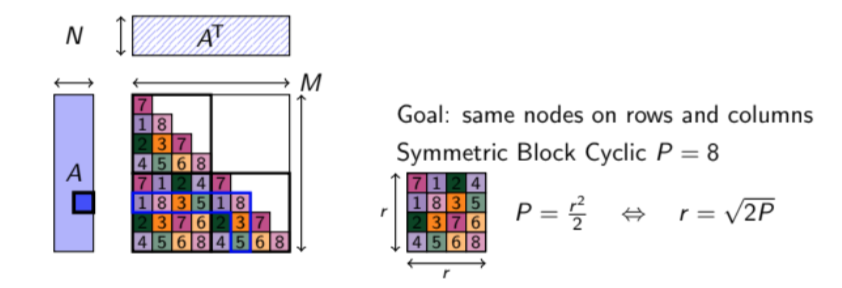 N
Aᵀ
M
A
7
1 8
2 3 7
4 5 6 8
7 1 2 4 7
1 8 3 5 1 8
2 3 7 6 2 3 7
4 5 6 8 4 5 6 8
Goal: same nodes on rows and columns
Symmetric Block Cyclic P = 8
r
7 1 2 4
1 8 3 5
2 3 7 6
4 5 6 8
r
P = r²/2 ⇔ r = √2P